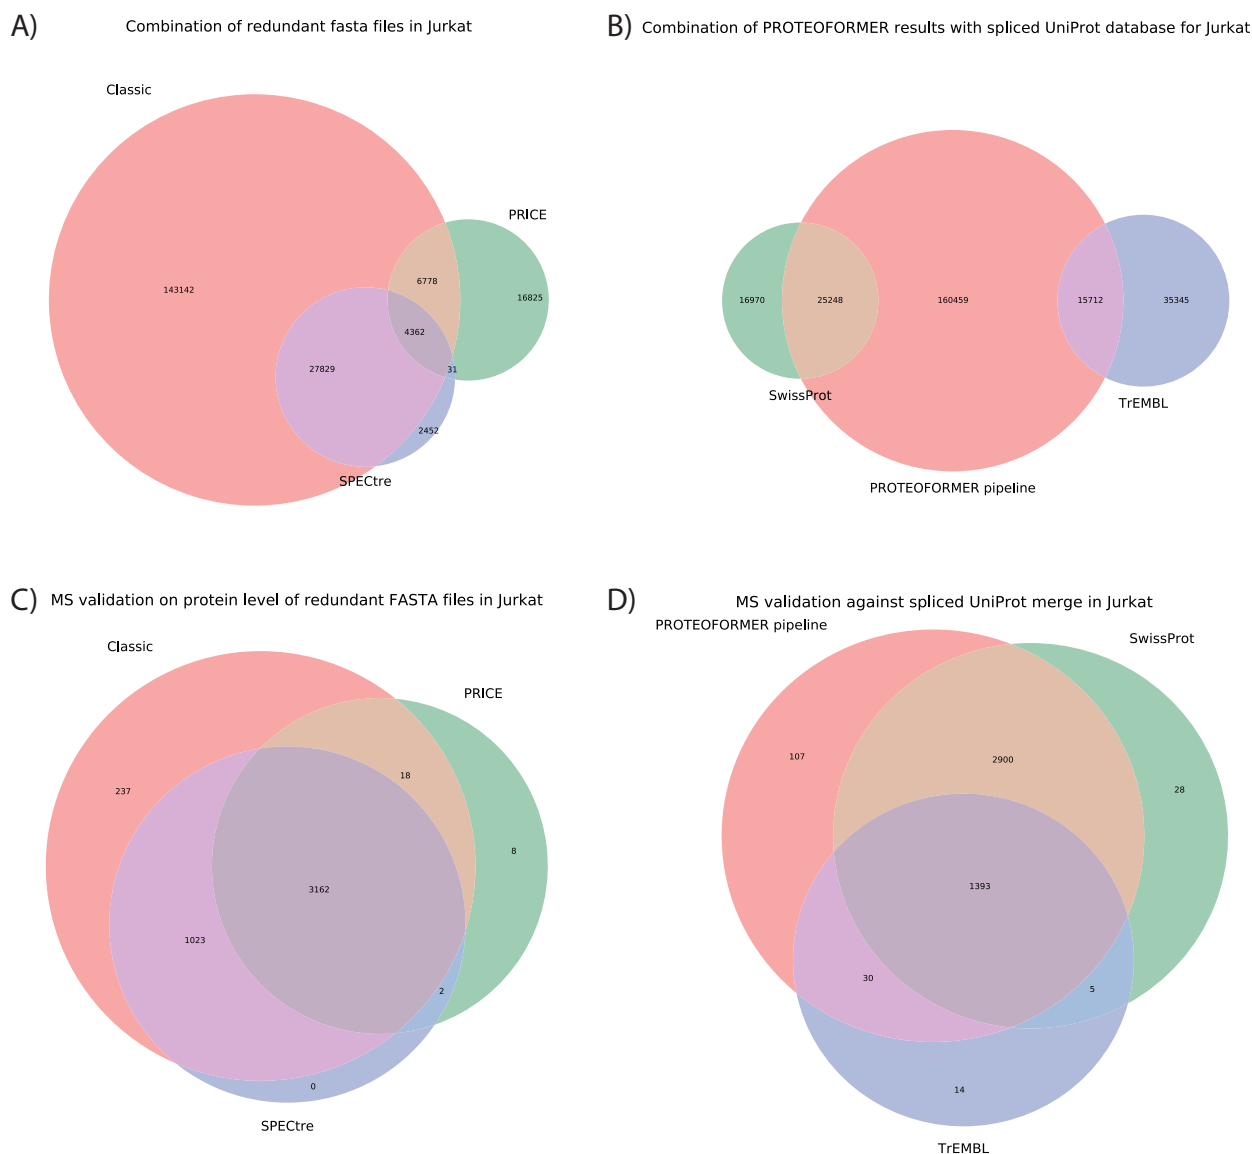 A)
Combination of redundant fasta files in Jurkat
Classic
PRICE
6778
16825
143142
4362
27829
31
2452
SPECtre
B)
Combination of PROTEOFORMER results with spliced UniProt database for Jurkat
16970
25248
160459
15712
35345
SwissProt
TrEMBL
PROTEOFORMER pipeline
C)
MS validation on protein level of redundant FASTA files in Jurkat
Classic
PRICE
18
237
8
3162
1023
2
0
SPECtre
D)
MS validation against spliced UniProt merge in Jurkat
PROTEOFORMER pipeline
SwissProt
107
2900
28
1393
30
5
14
TrEMBL